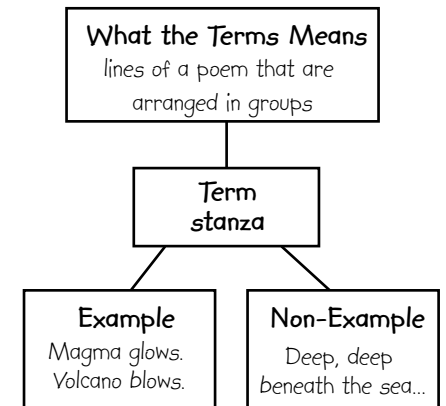 What the Terms Means
lines of a poem that are
arranged in groups
Term
stanza
Example
Magma glows.
Volcano blows.
Non-Example
Deep, deep
beneath the sea...